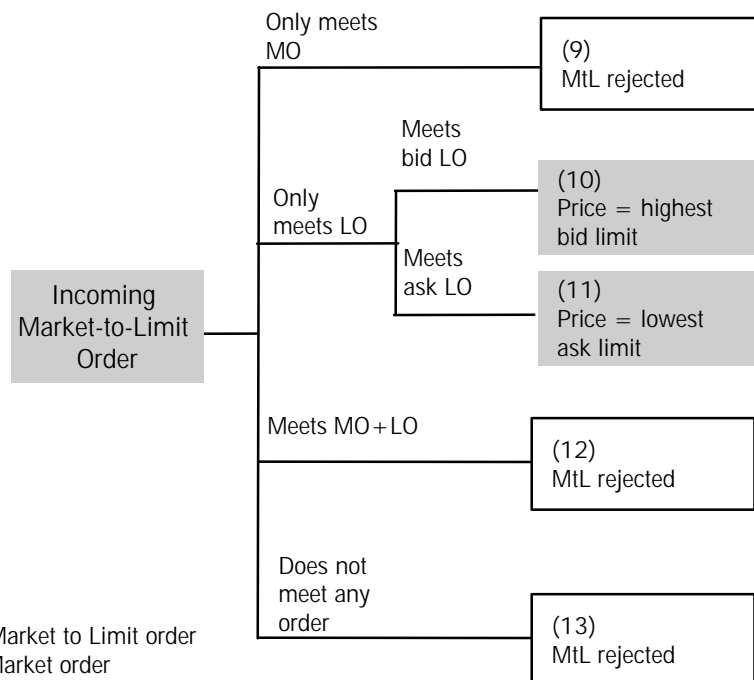 Only meets
MO
(9)
MtL rejected
Meets
bid LO
(10)
Price = highest
bid limit
Only
meets LO
Meets
ask LO
(11)
Price = lowest
ask limit
Incoming
Market-to-Limit
Order
Meets MO+LO
(12)
MtL rejected
Does not
meet any
order
(13)
MtL rejected
Market to Limit order
Market order